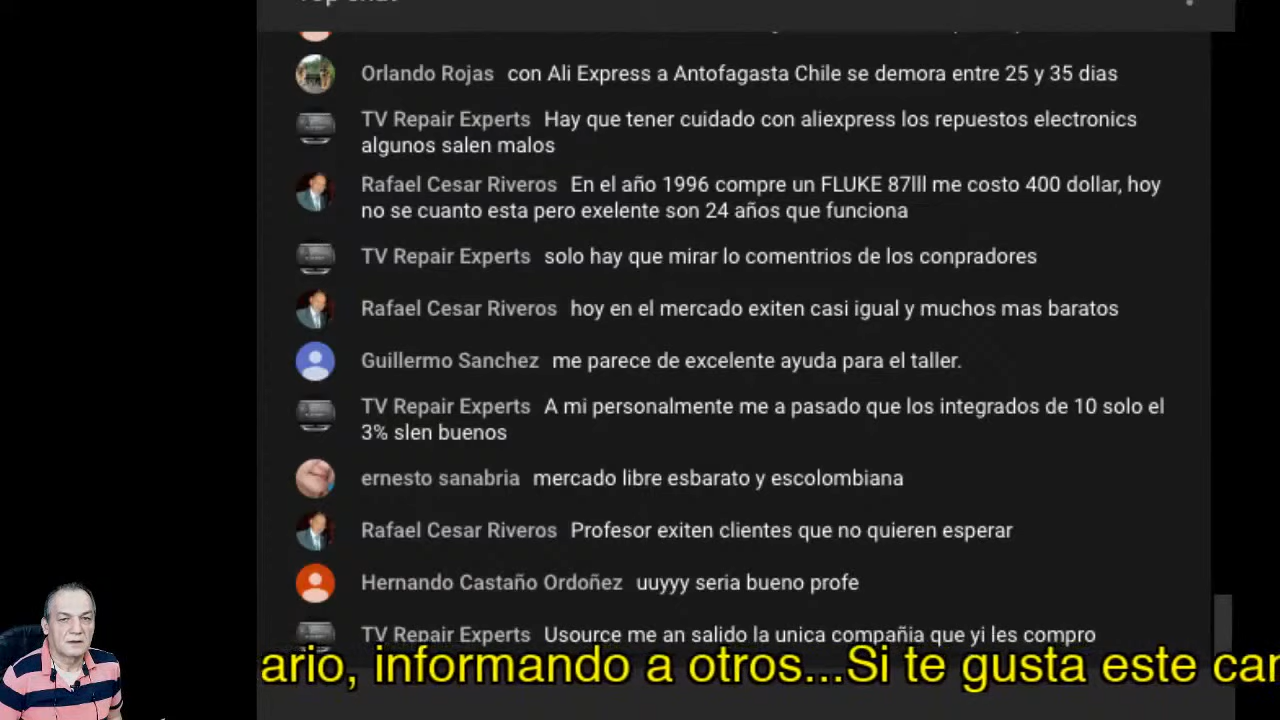 Orlando Rojas con Ali Express a Antofagasta Chile se demora entre 25 y 35 dias
TV Repair Experts Hay que tener cuidado con aliexpress los repuestos electronics
algunos salen malos
Rafael Cesar Riveros En el año 1996 compre un FLUKE 87lll me costo 400 dollar, hoy
no se cuanto esta pero exelente son 24 años que funciona
TV Repair Experts solo hay que mirar lo comentrios de los conpradores
Rafael Cesar Riveros hoy en el mercado exiten casi igual y muchos mas baratos
Guillermo Sanchez me parece de excelente ayuda para el taller.
TV Repair Experts A mi personalmente me a pasado que los integrados de 10 solo el
3% slen buenos
ernesto sanabria mercado libre esbarato y escolombiana
Rafael Cesar Riveros Profesor exiten clientes que no quieren esperar
Hernando Castaño Ordoñez uuyyy seria bueno profe
TV Repair Experts Usource me an salido la unica compañia que yi les compro
ario, informando a otros...Si te gusta este can